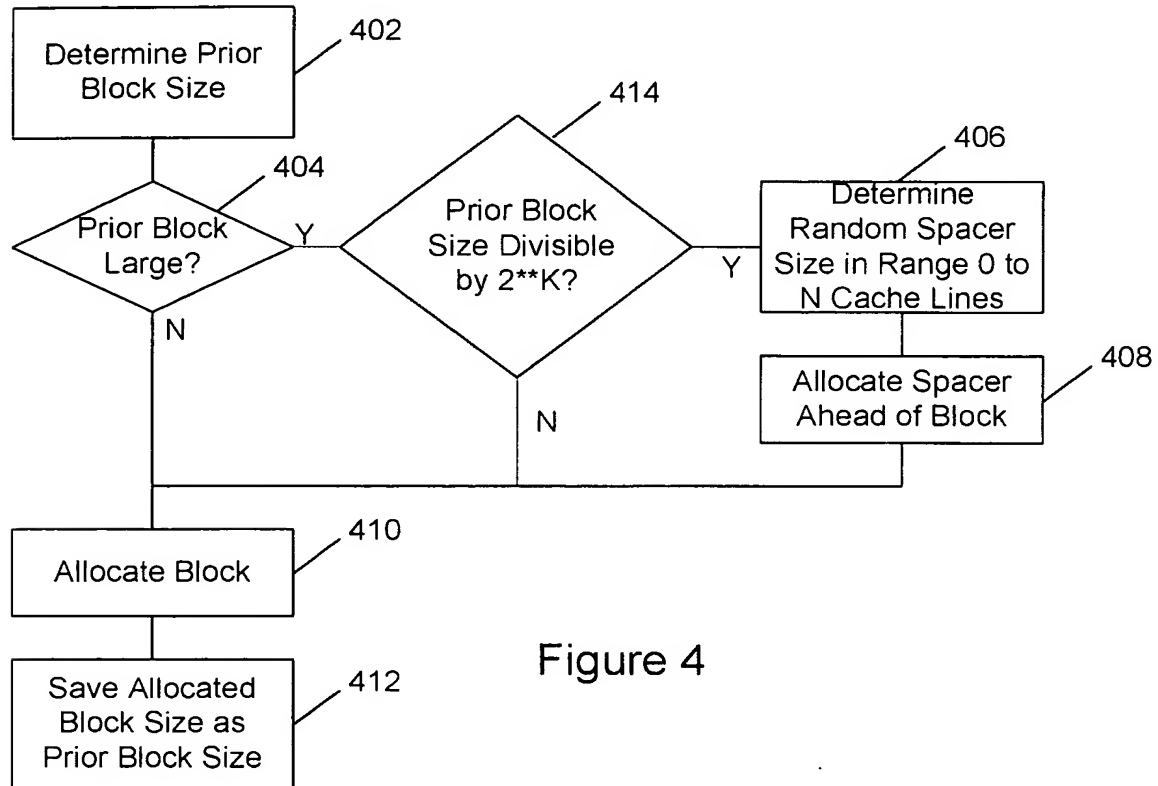 Determine Prior
Block Size
402
Prior Block
Large?
404
Y
N
Prior Block
Size Divisible
by 2**K?
414
Y
N
Determine
Random Spacer
Size in Range 0 to
N Cache Lines
406
Allocate Spacer
Ahead of Block
408
Allocate Block
410
Save Allocated
Block Size as
Prior Block Size
412
Figure 4